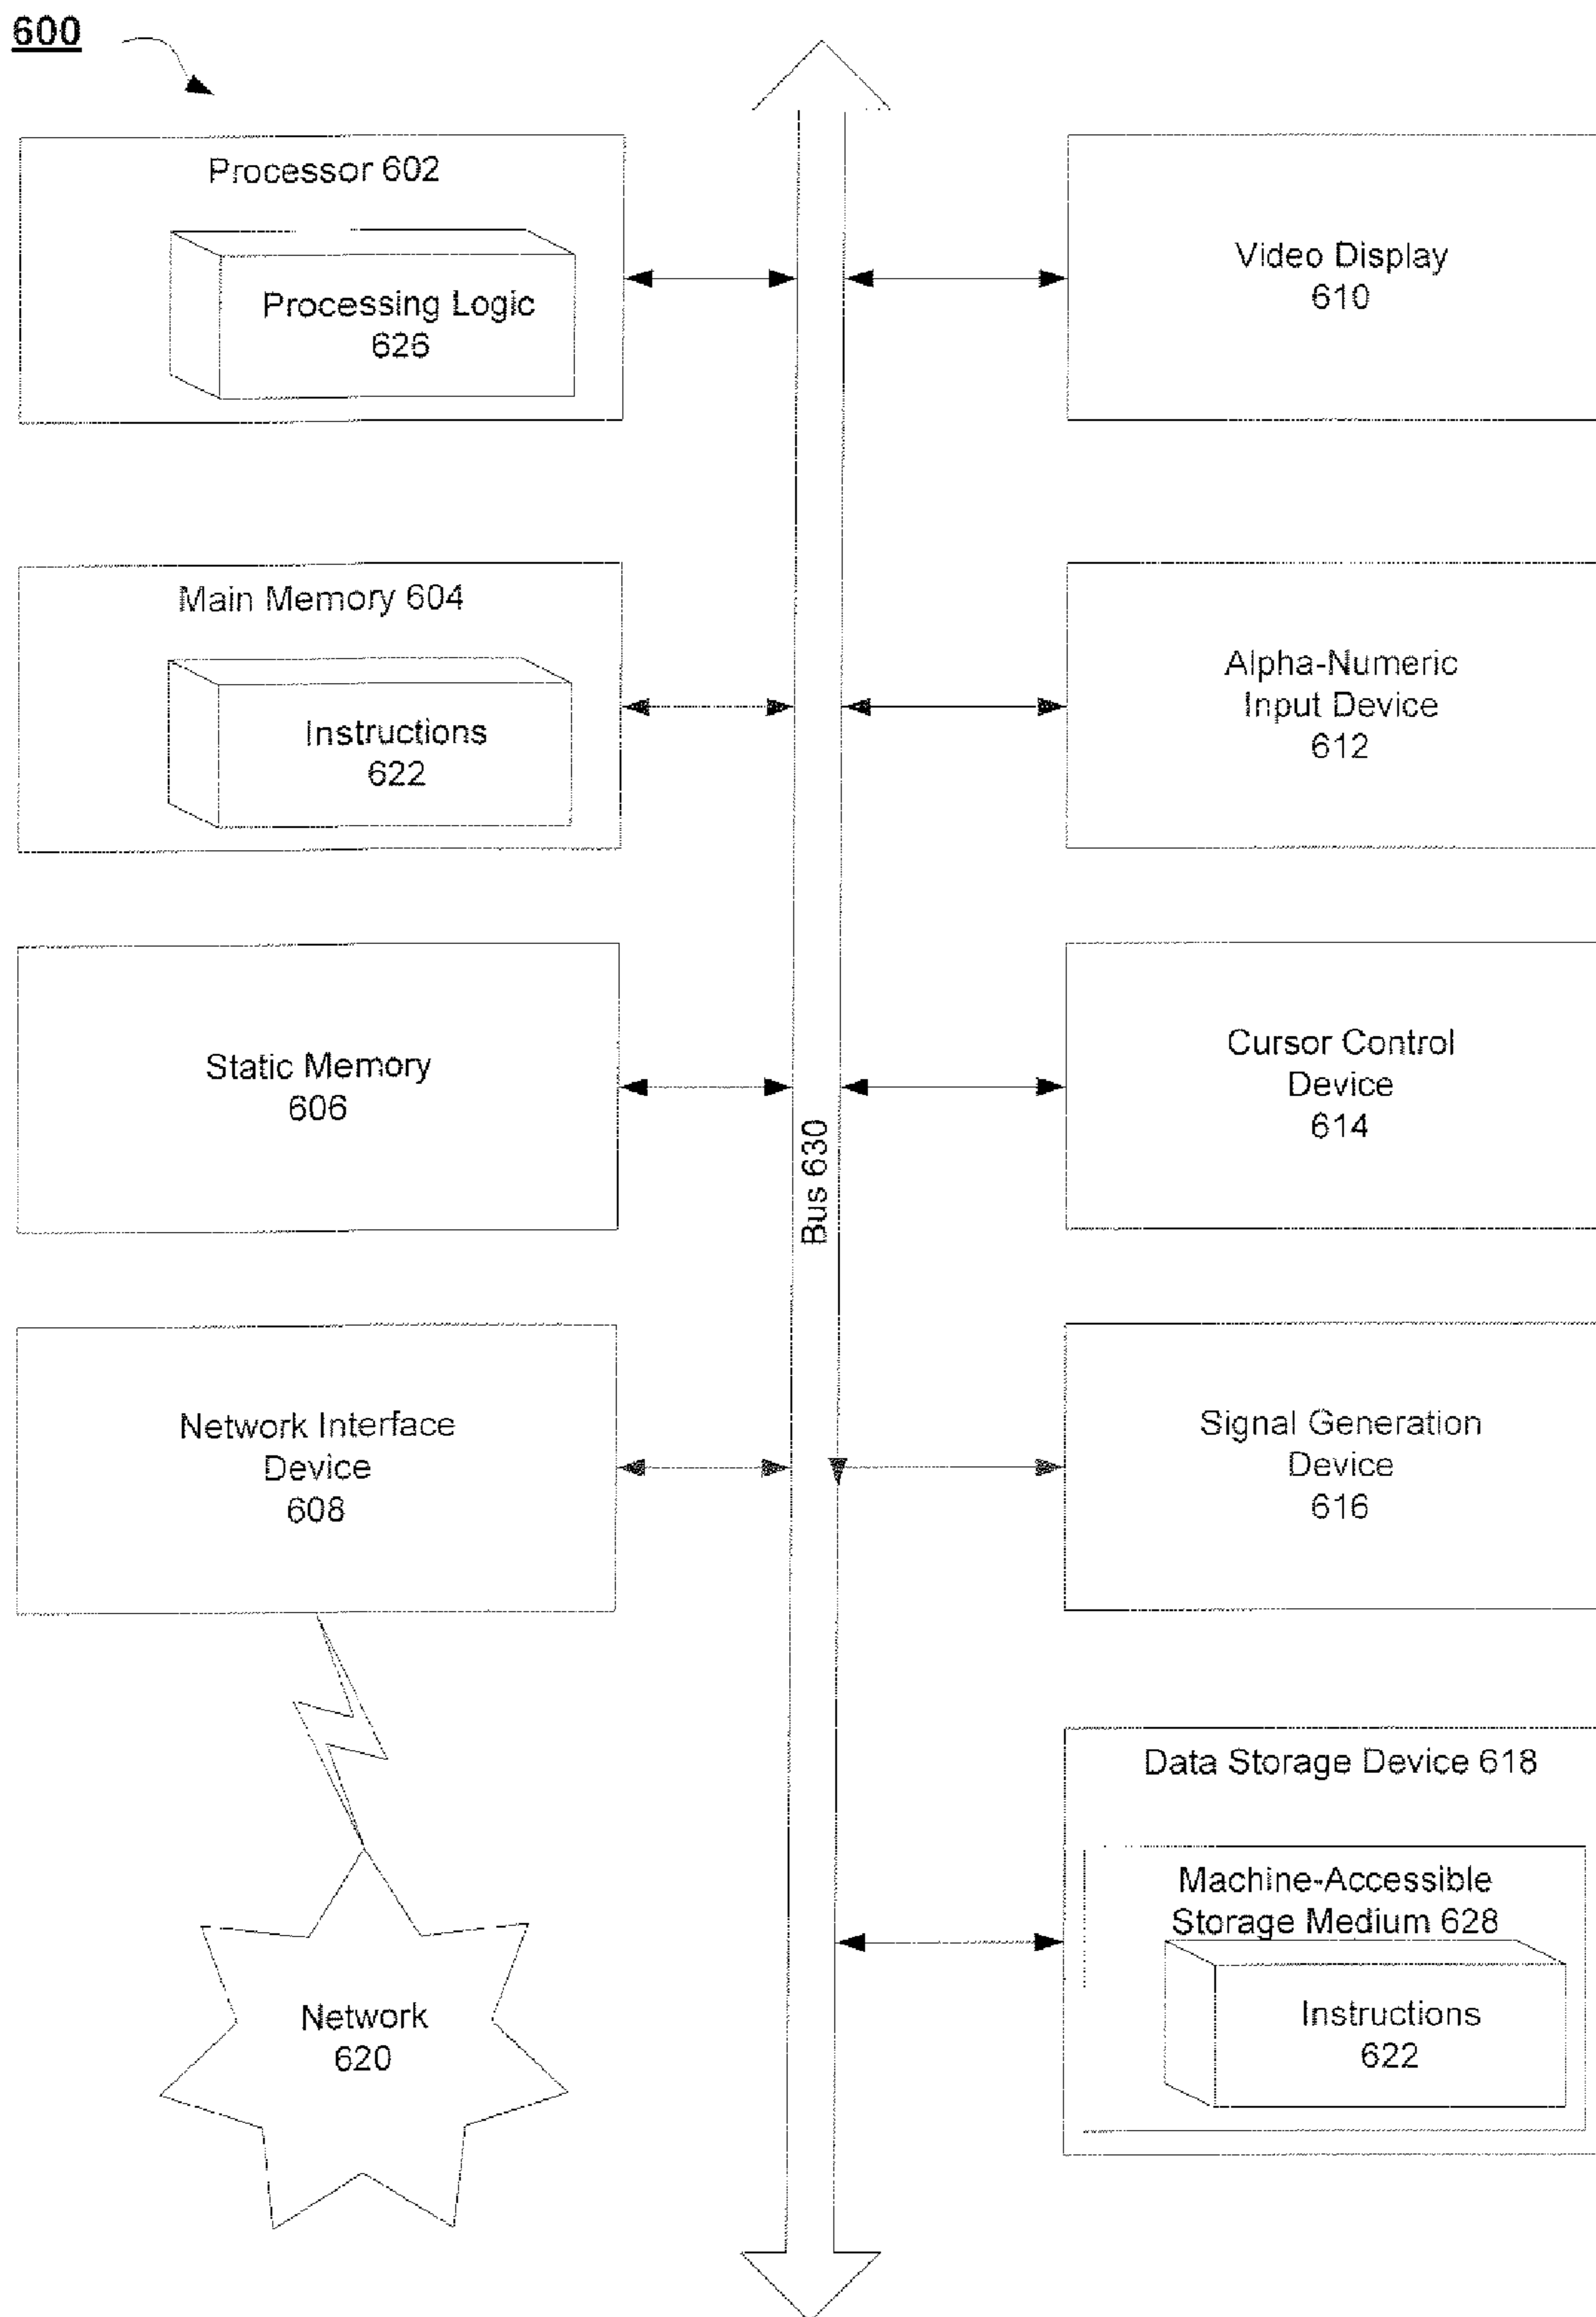 600
Processor 602
Processing Logic
626
Main Memory 604
Instructions
622
Static Memory
606
Network Interface
Device
608
Network
620
Bus 630
Video Display
610
Alpha-Numeric
Input Device
612
Cursor Control
Device
614
Signal Generation
Device
616
Data Storage Device 618
Machine-Accessible
Storage Medium 628
Instructions
622